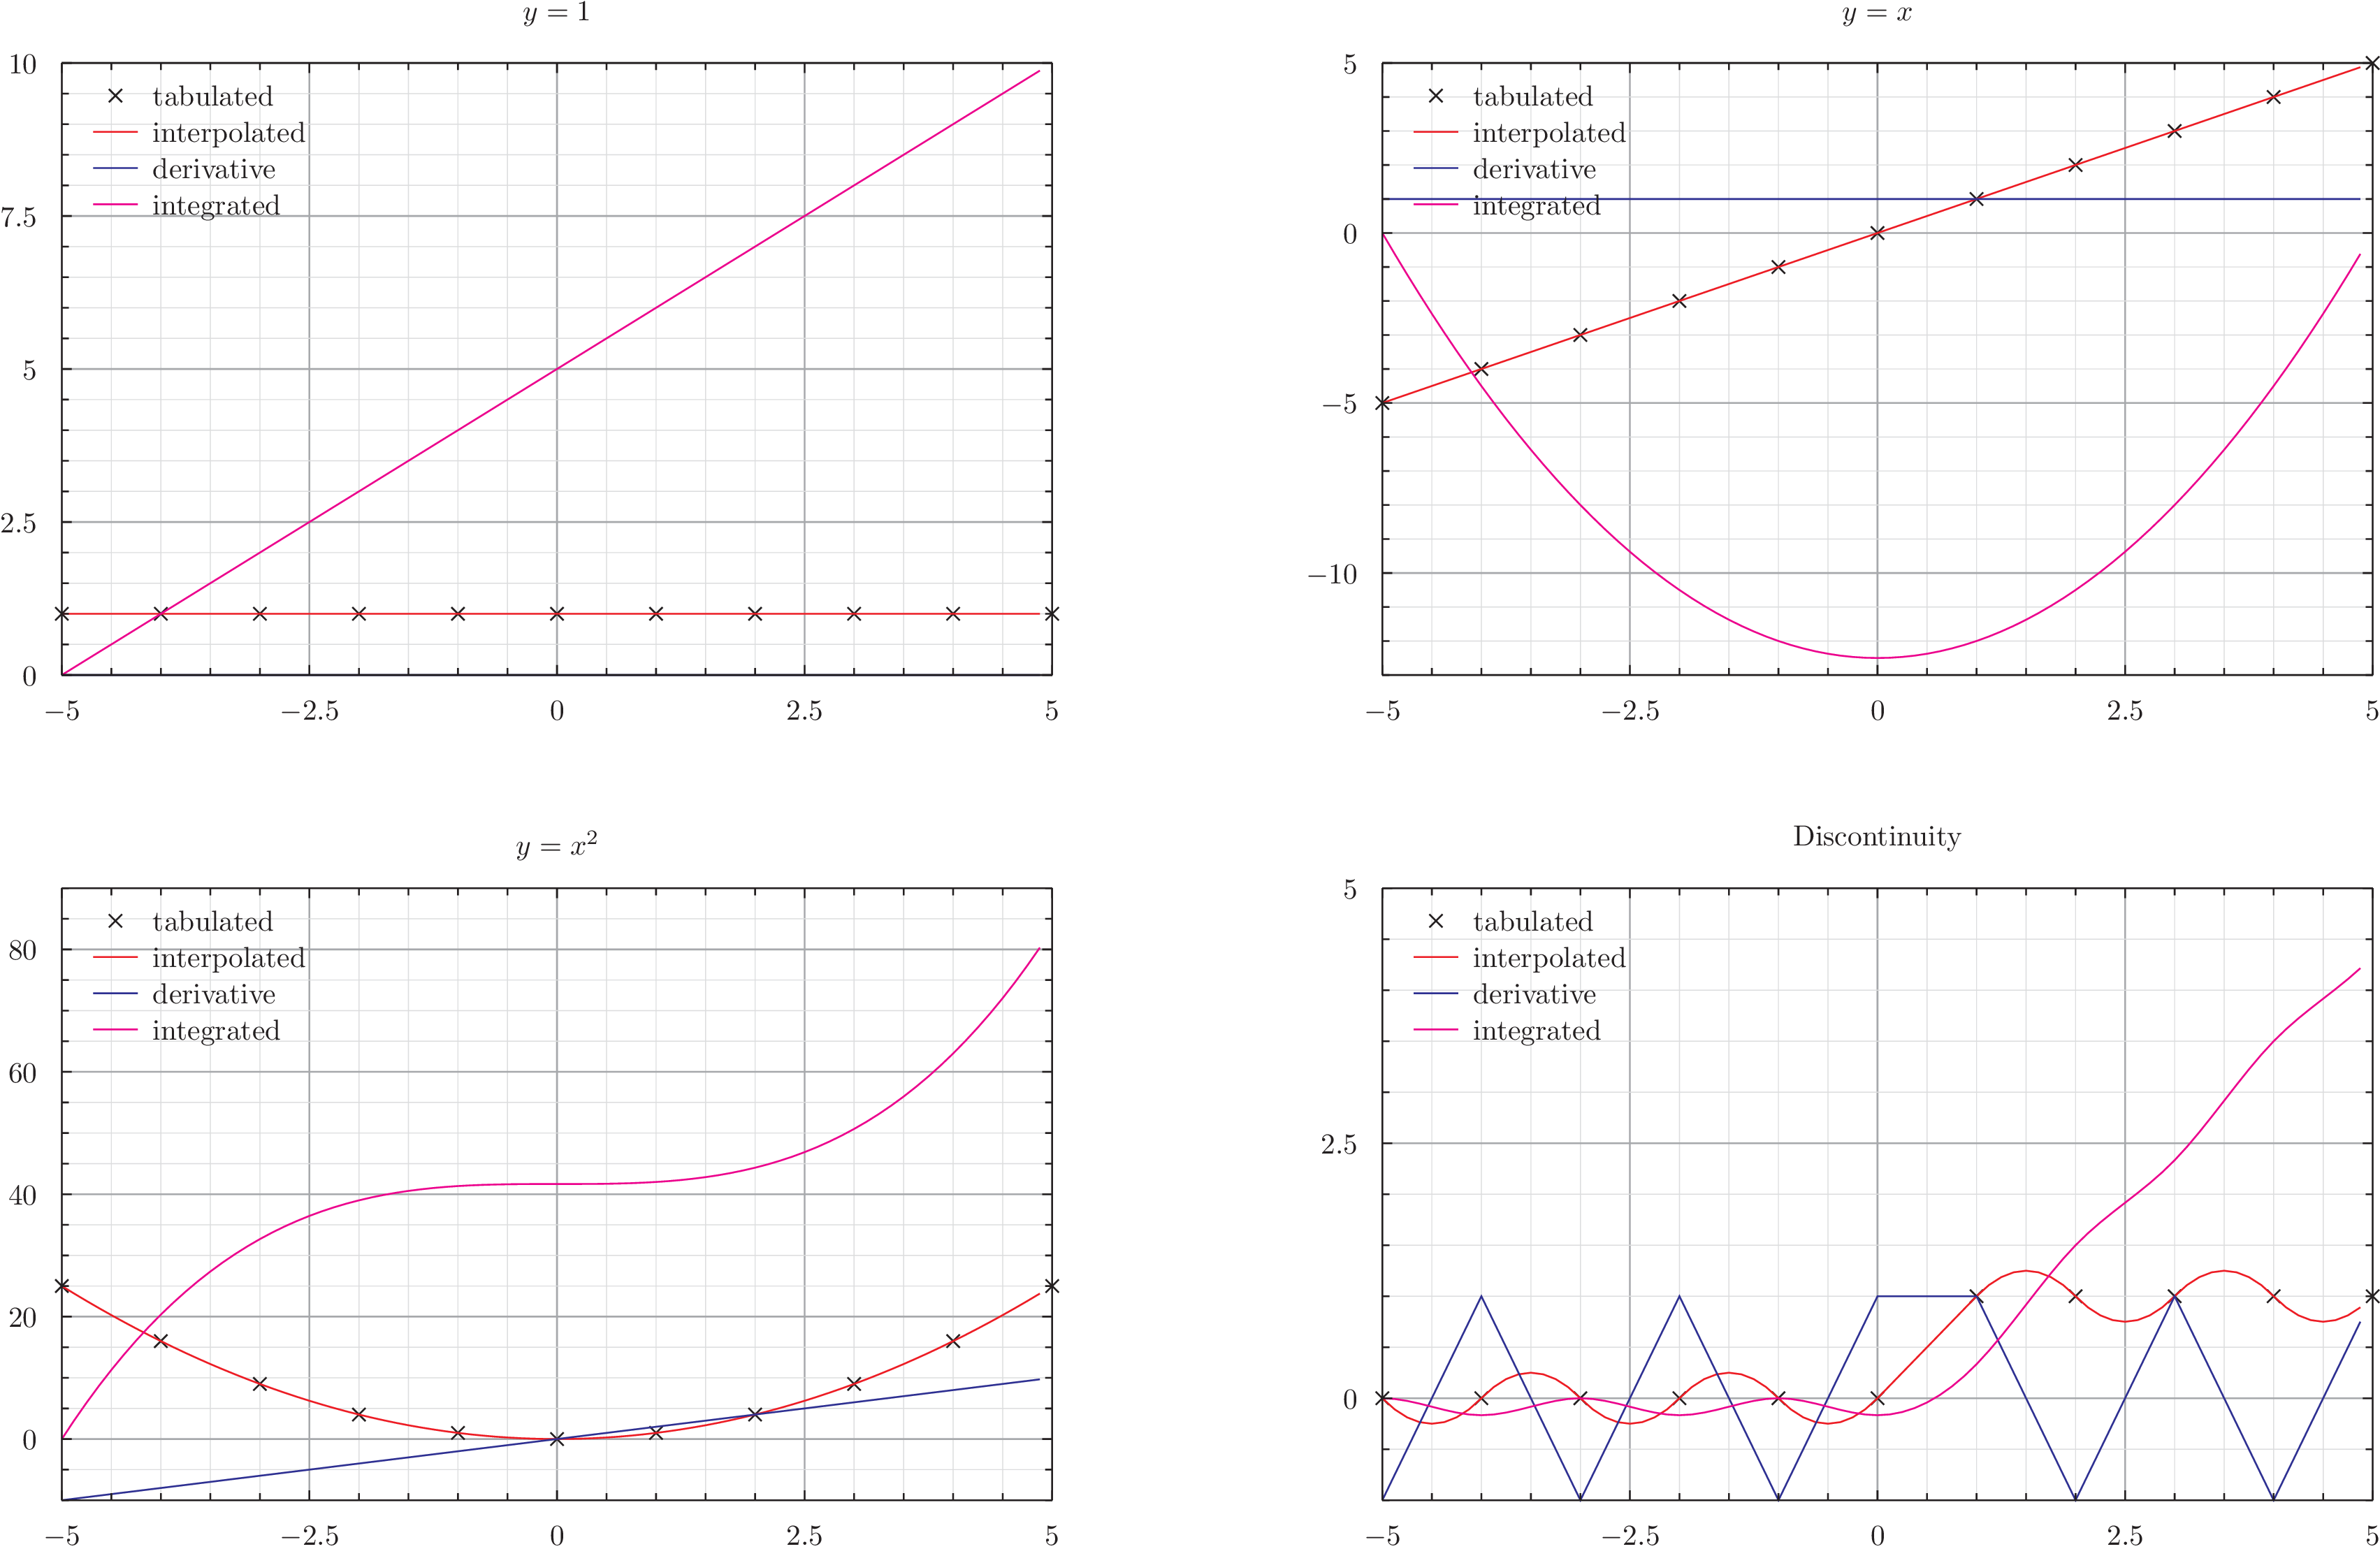 y = 1
10
7.5
5
2.5
0
−5 −2.5 0 2.5 5
tabulated
interpolated
derivative
integrated
y = x
5
0
−5
−10
−5 −2.5 0 2.5 5
tabulated
interpolated
derivative
integrated
y = x²
80
60
40
20
0
−5 −2.5 0 2.5 5
tabulated
interpolated
derivative
integrated
Discontinuity
5
2.5
0
−5 −2.5 0 2.5 5
tabulated
interpolated
derivative
integrated